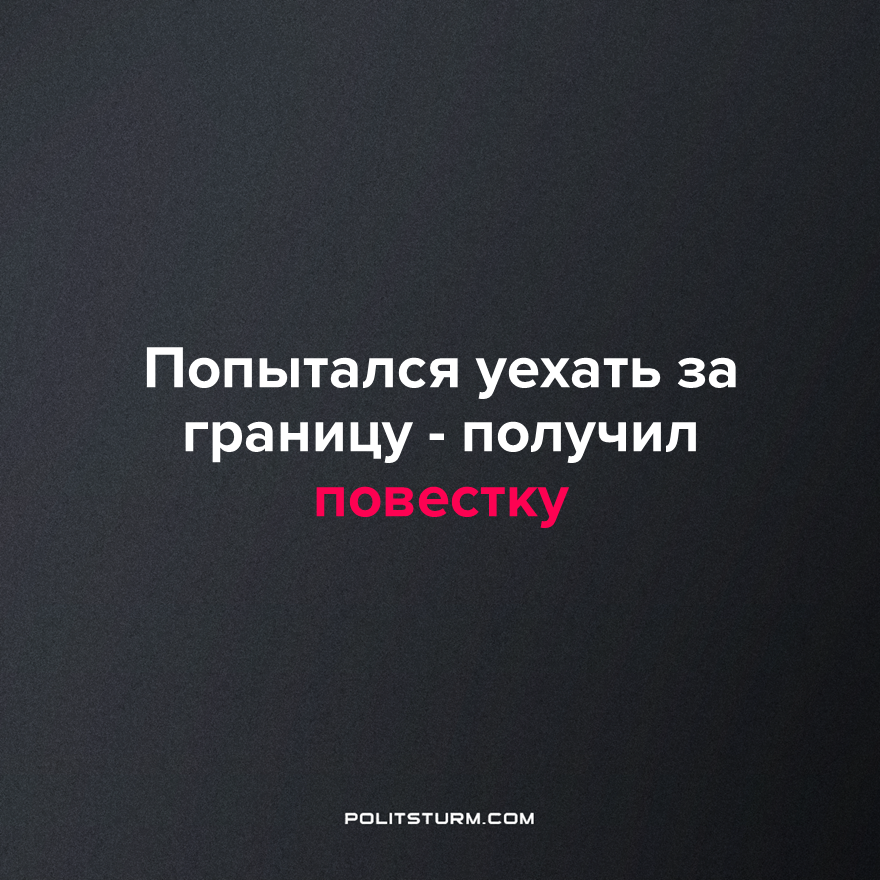 Попытался уехать за
границу - получил
повестку
POLITSTURM.COM